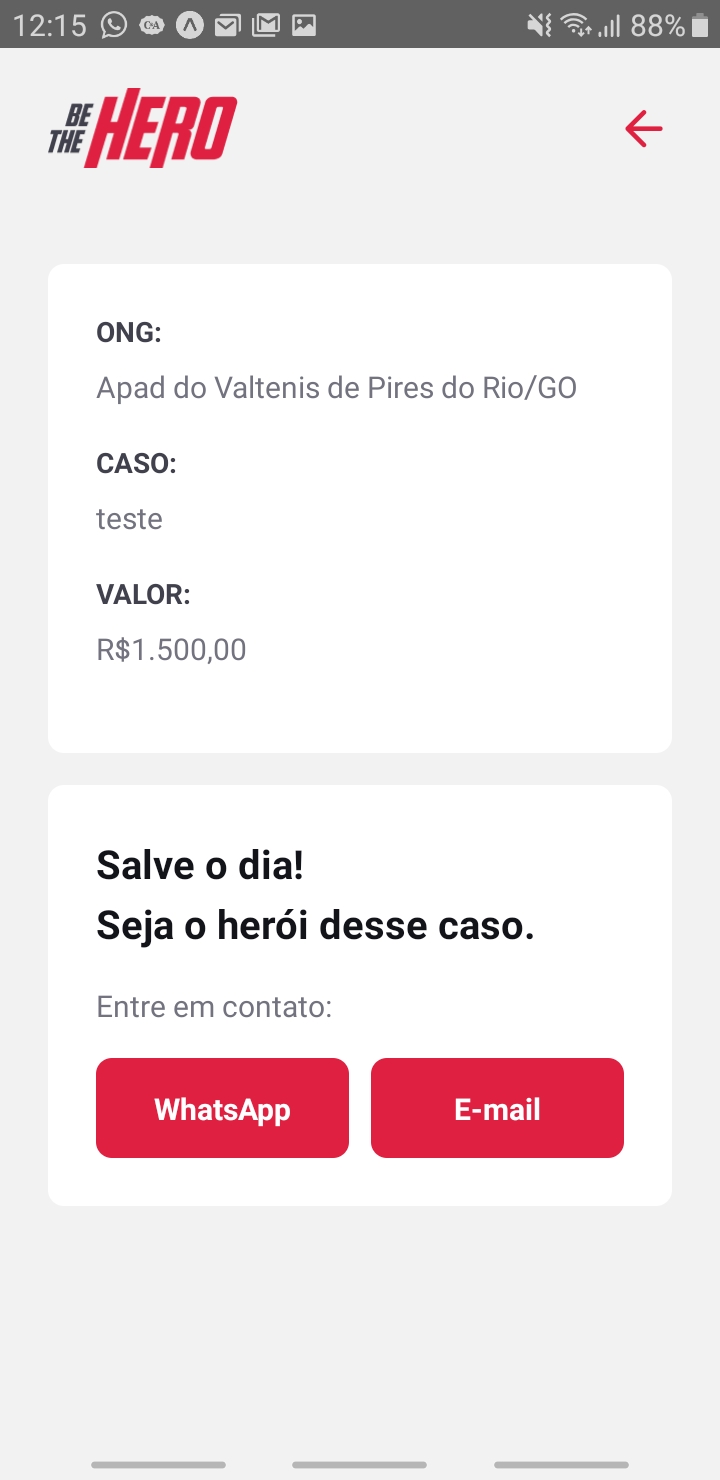 12:15
C&A
88%
BE
THE HERO
ONG:
Apad do Valtenis de Pires do Rio/GO
CASO:
teste
VALOR:
R$1.500,00
Salve o dia!
Seja o herói desse caso.
Entre em contato:
WhatsApp
E-mail